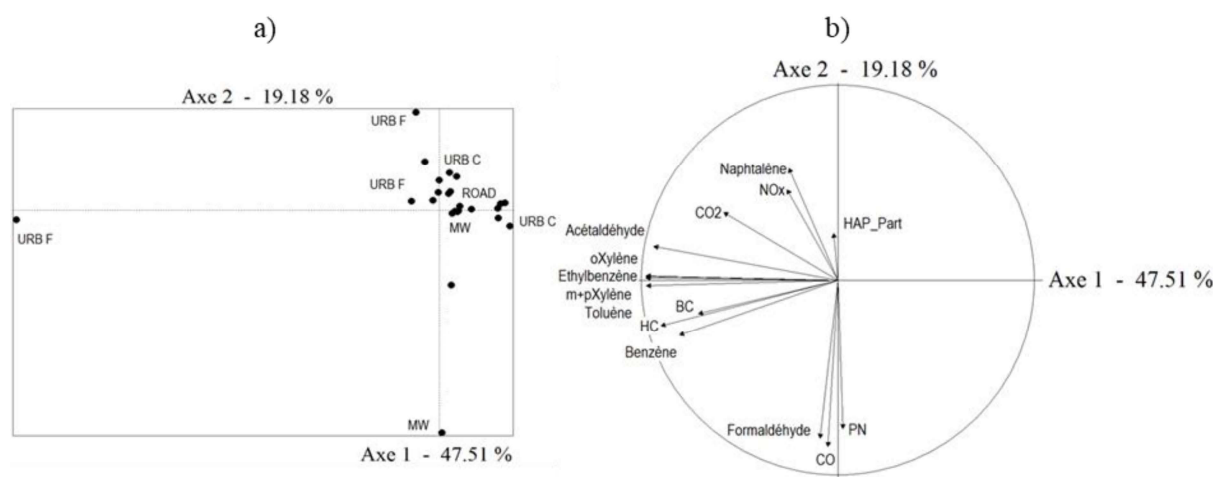 a)
Axe 2 - 19.18 %
URB F
URB C
URB F
ROAD
URB F
MW
URB C
MW
Axe 1 - 47.51 %
b)
Axe 2 - 19.18 %
Naphtalène
NOx
CO2
HAP_Part
Acétaldéhyde
oXylène
Ethylbenzène
Axe 1 - 47.51 %
m+pXylène
Toluène
BC
HC
Benzène
Formaldéhyde
PN
CO